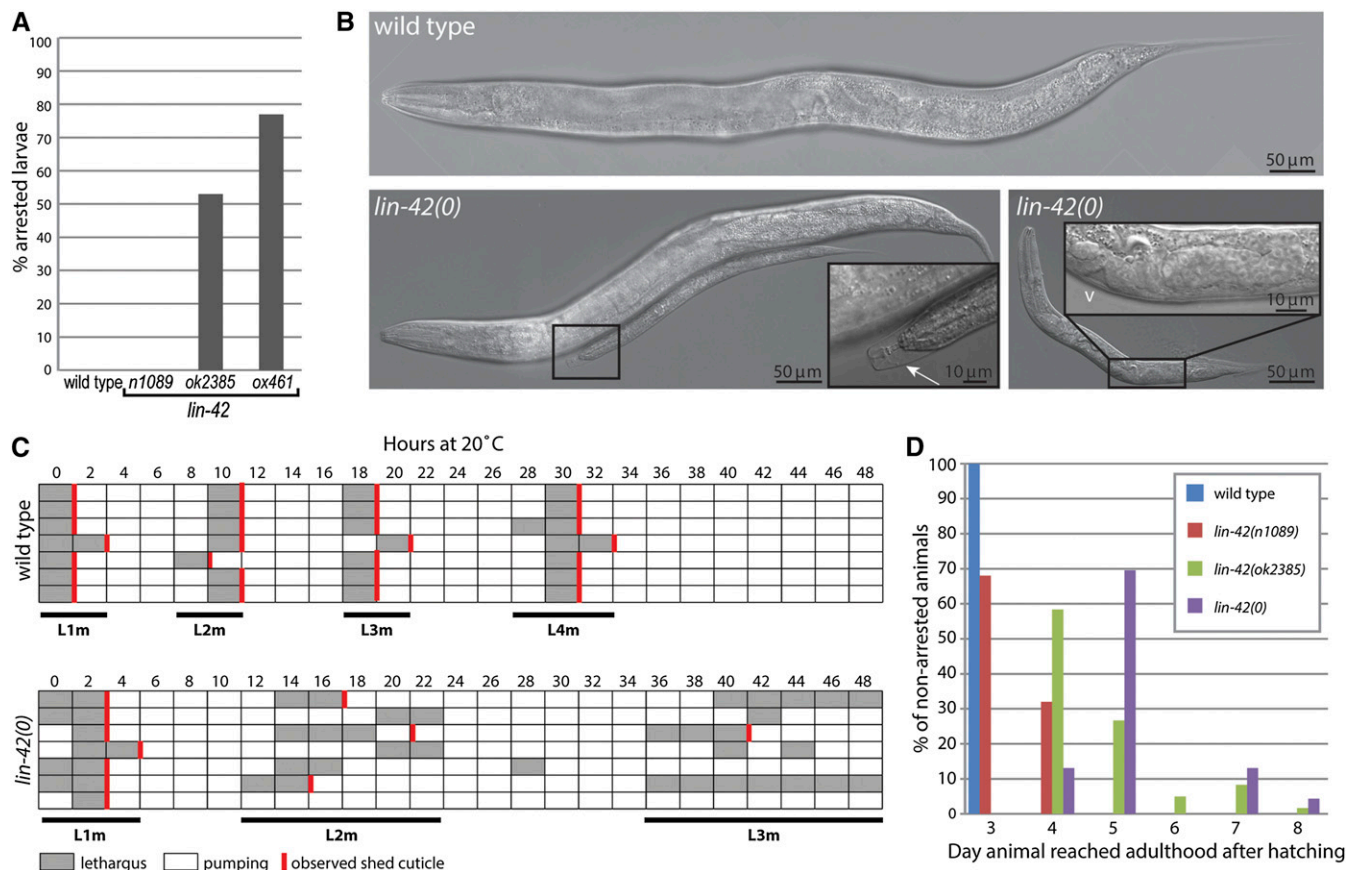 A
100
90
80
70
60
50
40
30
20
10
0
% arrested larvae
wild type n1089 ok2385 ox461
lin-42
B
wild type
50 µm
lin-42(0)
50 µm
10 µm
lin-42(0)
v
10 µm
50 µm
C
Hours at 20˚C
0 2 4 6 8 10 12 14 16 18 20 22 24 26 28 30 32 34 36 38 40 42 44 46 48
wild type
L1m L2m L3m L4m
0 2 4 6 8 10 12 14 16 18 20 22 24 26 28 30 32 34 36 38 40 42 44 46 48
lin-42(0)
L1m L2m L3m
lethargus pumping observed shed cuticle
D
100
90
80
70
60
50
40
30
20
10
0
% of non-arrested animals
wild type
lin-42(n1089)
lin-42(ok2385)
lin-42(0)
3 4 5 6 7 8
Day animal reached adulthood after hatching